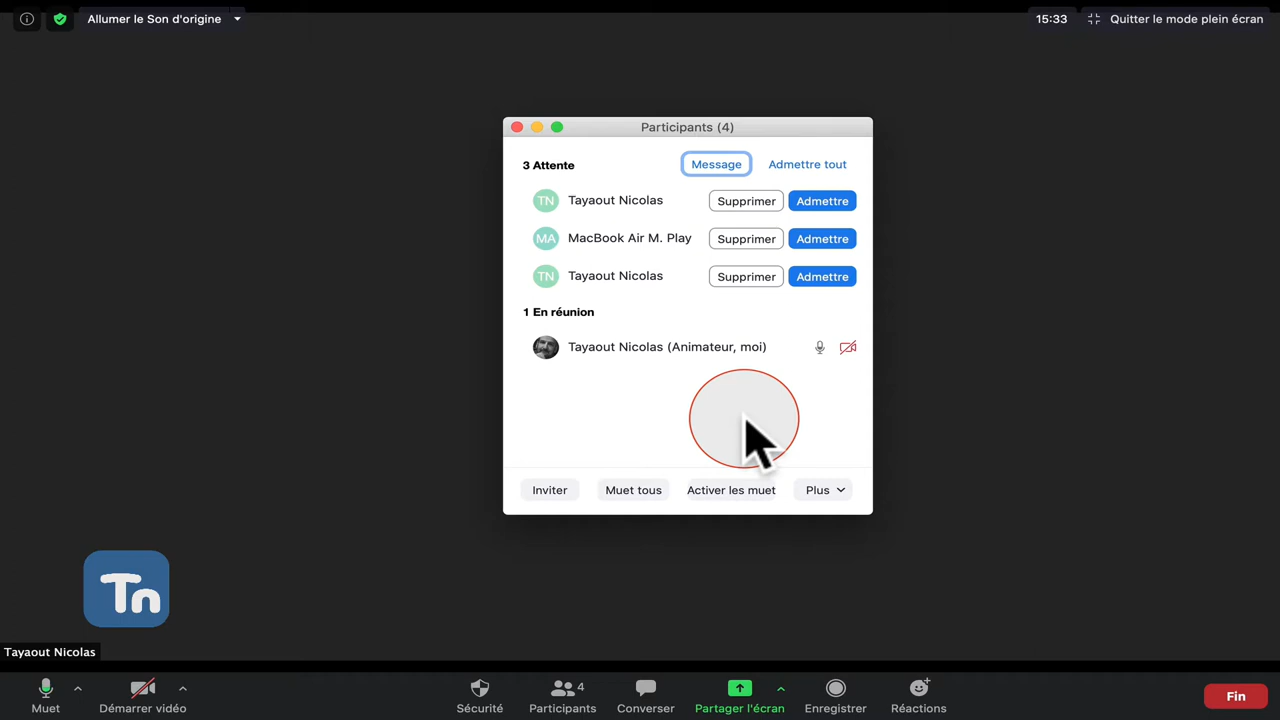 Allumer le Son d'origine
15:33
Quitter le mode plein écran
Participants (4)
3 Attente
Message
Admettre tout
TN Tayaout Nicolas Supprimer Admettre
MA MacBook Air M. Play Supprimer Admettre
TN Tayaout Nicolas Supprimer Admettre
1 En réunion
Tayaout Nicolas (Animateur, moi)
Inviter Muet tous Activer les muet Plus
Tn
Tayaout Nicolas
4
Muet Démarrer vidéo Sécurité Participants Converser Partager l'écran Enregistrer Réactions Fin